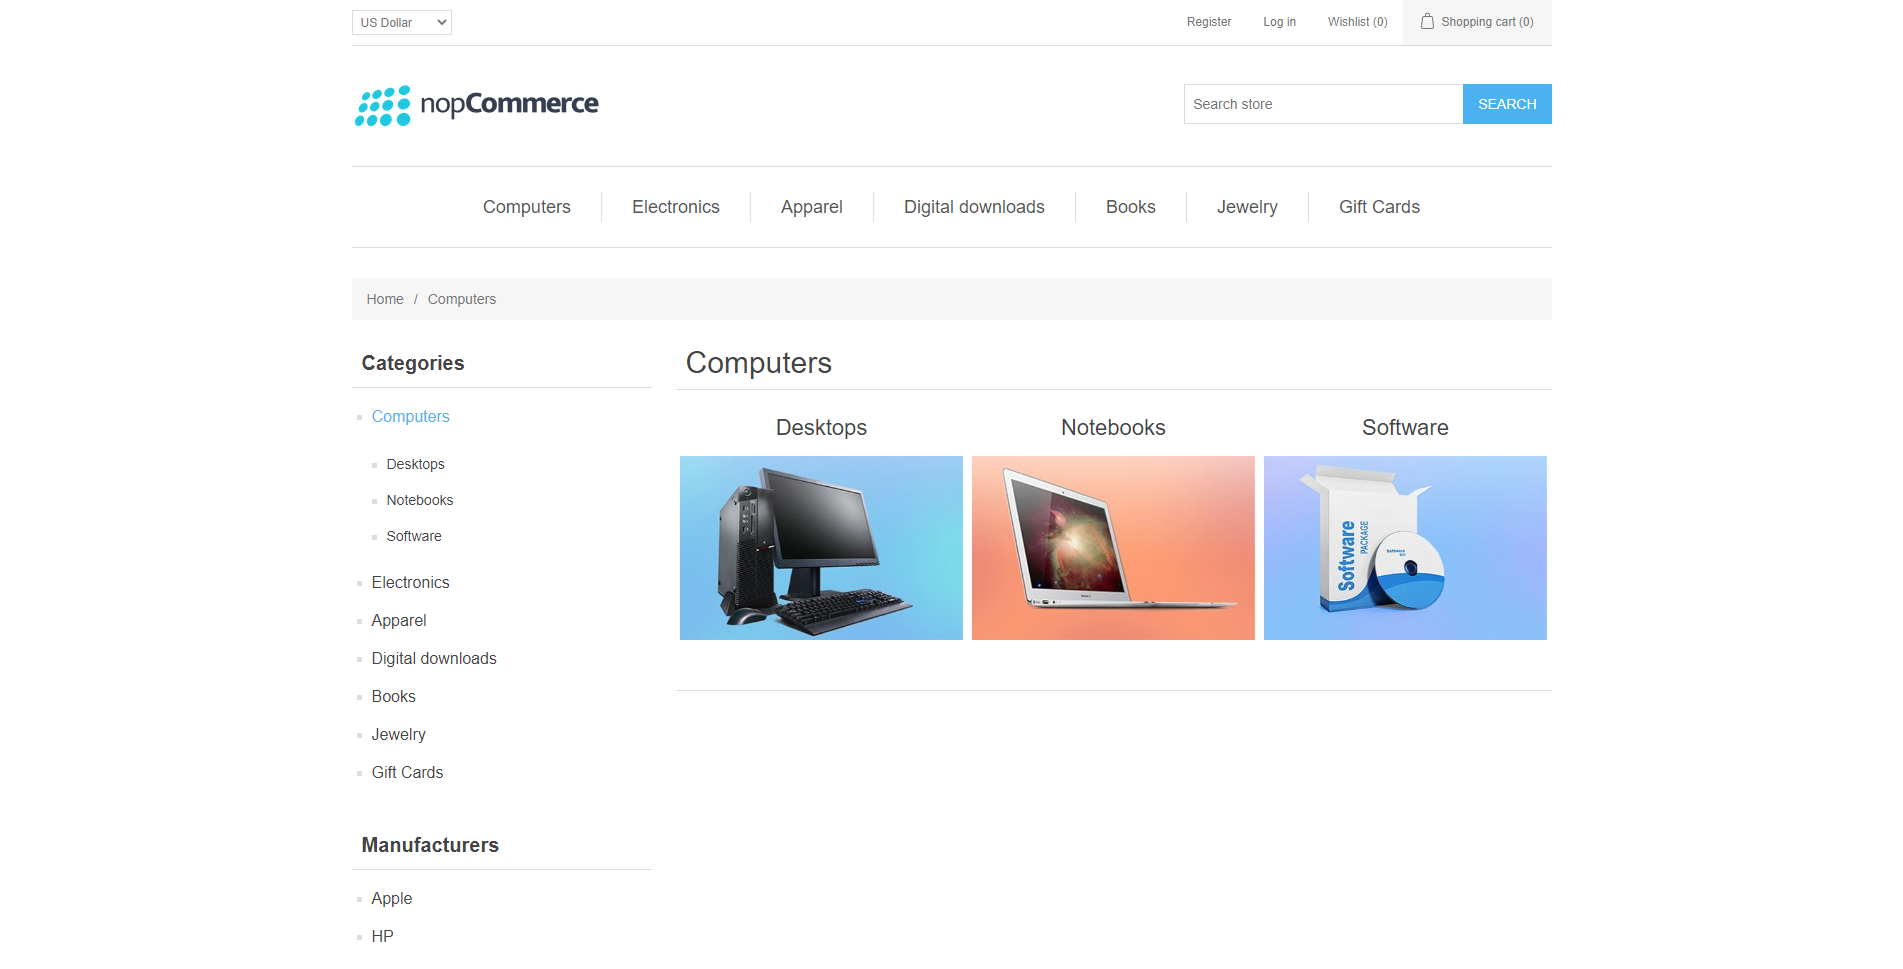 US Dollar
Register
Log in
Wishlist (0)
Shopping cart (0)
nopCommerce
Search store
SEARCH
Computers
Electronics
Apparel
Digital downloads
Books
Jewelry
Gift Cards
Home / Computers
Categories
Computers
Desktops
Notebooks
Software
Electronics
Apparel
Digital downloads
Books
Jewelry
Gift Cards
Manufacturers
Apple
HP
Computers
Desktops
Notebooks
Software
Software
PACKAGE
Software